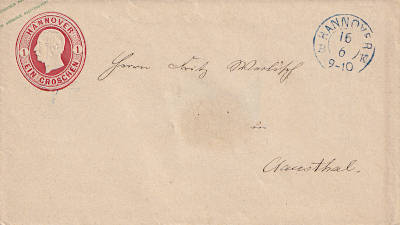 HANNOVER
1 1
EIN GROSCHEN
HANNOVER
16
6
9-10
Herrn Fritz
in
Clausthal.